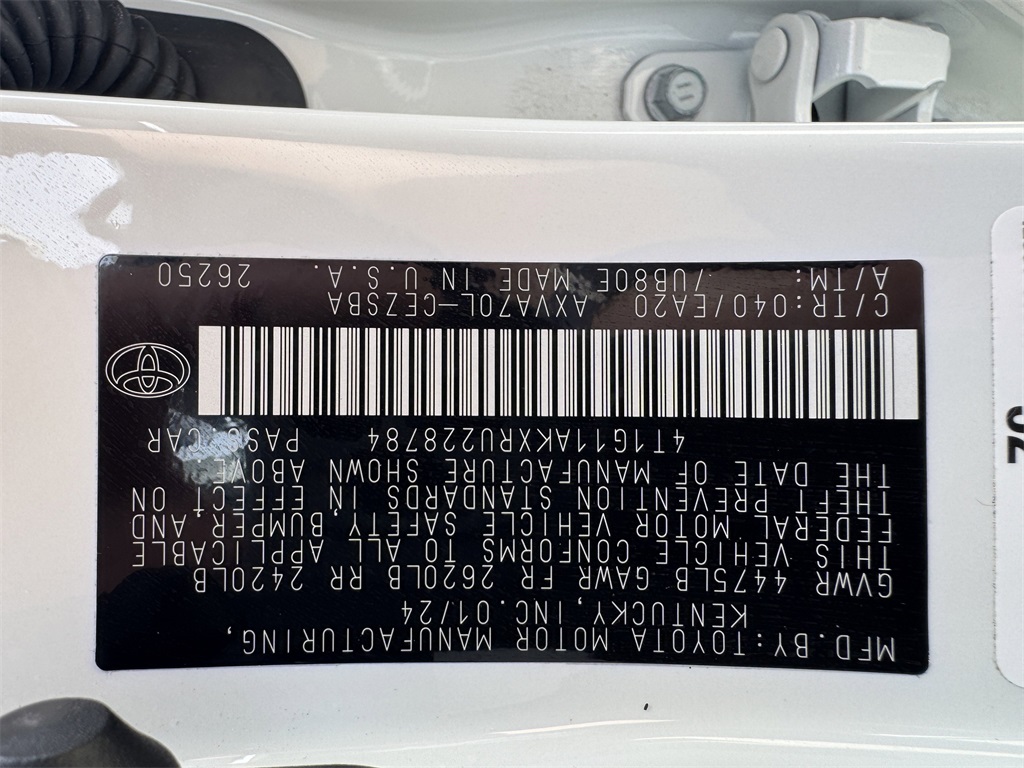 MFD. BY: TOYOTA MOTOR MANUFACTURING,
KENTUCKY, INC. 01/24
GVWR 4475LB GAWR FR 2620LB RR 2420LB
THIS VEHICLE CONFORMS TO ALL APPLICABLE
FEDERAL MOTOR VEHICLE SAFETY, BUMPER, AND
THEFT PREVENTION STANDARDS IN EFFECT ON
THE DATE OF MANUFACTURE SHOWN ABOVE.
4T1G11AKXRU228784 PASS CAR
C/TR: 040/EA20 AXVA70L-CEZSBA
A/TM: /UB80E MADE IN U.S.A. 26250